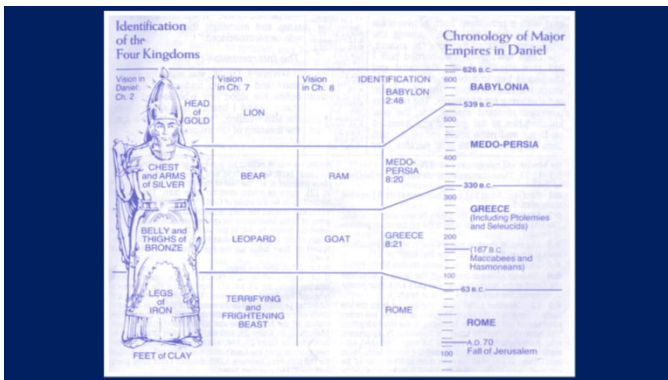 Identification
of the
Four Kingdoms
Chronology of Major
Empires in Daniel
Vision in
Daniel
Ch. 2
Vision
in Ch. 7
Vision
in Ch. 8
IDENTIFICATION
HEAD
of
GOLD
LION
BABYLON
2:48
CHEST
and ARMS
of SILVER
BEAR
RAM
MEDO-
PERSIA
8:20
BELLY and
THIGHS of
BRONZE
LEOPARD
GOAT
GREECE
8:21
LEGS
of
IRON
TERRIFYING
and
FRIGHTENING
BEAST
ROME
FEET of CLAY
626 B.C.
600
BABYLONIA
539 B.C.
500
MEDO-PERSIA
400
330 B.C.
300
GREECE
(Including Ptolemies
and Seleucids)
200
(167 B.C.
Maccabees and
Hasmoneans)
100
63 B.C.
ROME
A.D. 70
Fall of Jerusalem
100